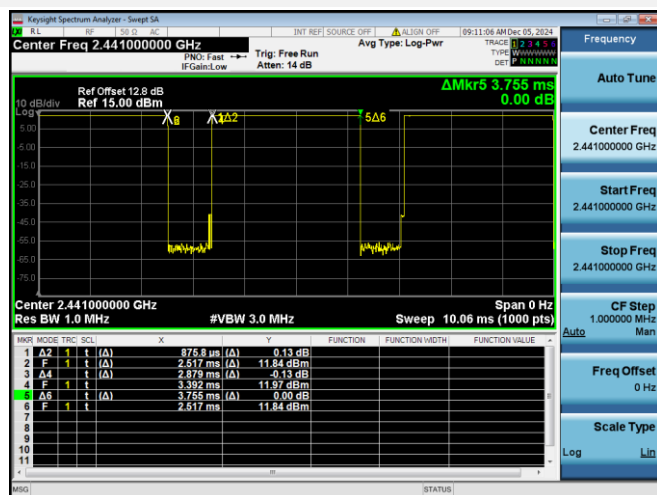 Keysight Spectrum Analyzer - Swept SA
RL RF 50 Ω AC INT REF SOURCE OFF ALIGN OFF 09:11:06 AM Dec 05, 2024
Center Freq 2.441000000 GHz Avg Type: Log-Pwr TRACE 1 2 3 4 5 6
PNO: Fast Trig: Free Run TYPE W
IFGain:Low Atten: 14 dB DET P N N N N N
Ref Offset 12.8 dB ΔMkr5 3.755 ms
10 dB/div Ref 15.00 dBm 0.00 dB
Log
1Δ2 5Δ6
5.00
-5.00
-15.0
-25.0
-35.0
-45.0
-55.0
-65.0
-75.0
Center 2.441000000 GHz Span 0 Hz
Res BW 1.0 MHz #VBW 3.0 MHz Sweep 10.06 ms (1000 pts)
MKR MODE TRC SCL X Y FUNCTION FUNCTION WIDTH FUNCTION VALUE
1 Δ2 1 t (Δ) 875.8 µs (Δ) 0.13 dB
2 F 1 t 2.517 ms 11.84 dBm
3 Δ4 1 t (Δ) 2.879 ms (Δ) -0.13 dB
4 F 1 t 3.392 ms 11.97 dBm
5 Δ6 1 t (Δ) 3.755 ms (Δ) 0.00 dB
6 F 1 t 2.517 ms 11.84 dBm
7
8
9
10
11
MSG STATUS
Frequency
Auto Tune
Center Freq
2.441000000 GHz
Start Freq
2.441000000 GHz
Stop Freq
2.441000000 GHz
CF Step
1.000000 MHz
Auto Man
Freq Offset
0 Hz
Scale Type
Log Lin